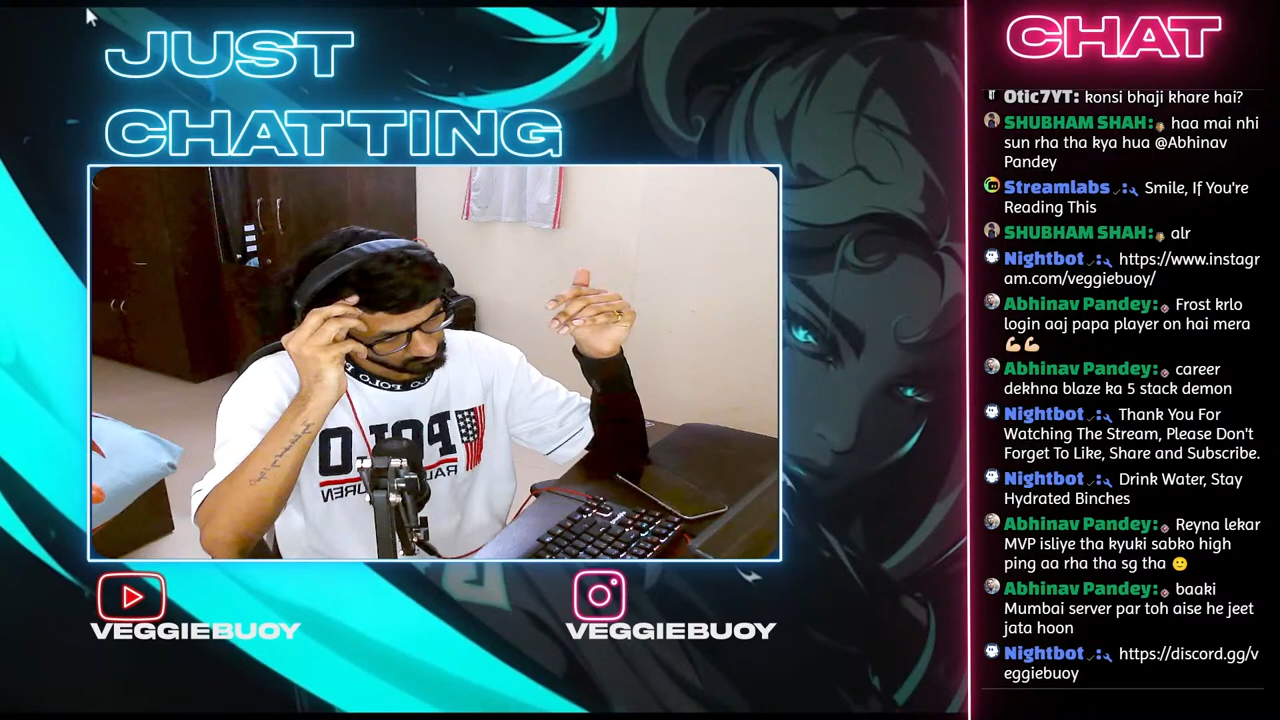 JUST
CHATTING
CHAT
Otic7YT: konsi bhaji khare hai?
SHUBHAM SHAH: haa mai nhi
sun rha tha kya hua @Abhinav
Pandey
Streamlabs : Smile, If You're
Reading This
SHUBHAM SHAH: alr
Nightbot : https://www.instagr
am.com/veggiebuoy/
Abhinav Pandey: Frost krlo
login aaj papa player on hai mera
💪🏻💪🏻
Abhinav Pandey: career
dekhna blaze ka 5 stack demon
Nightbot : Thank You For
Watching The Stream, Please Don't
Forget To Like, Share and Subscribe.
Nightbot : Drink Water, Stay
Hydrated Binches
Abhinav Pandey: Reyna lekar
MVP isliye tha kyuki sabko high
ping aa rha tha sg tha 🙂
Abhinav Pandey: baaki
Mumbai server par toh aise he jeet
jata hoon
Nightbot : https://discord.gg/v
eggiebuoy
POLO
RALPH LAUREN
VEGGIEBUOY
VEGGIEBUOY